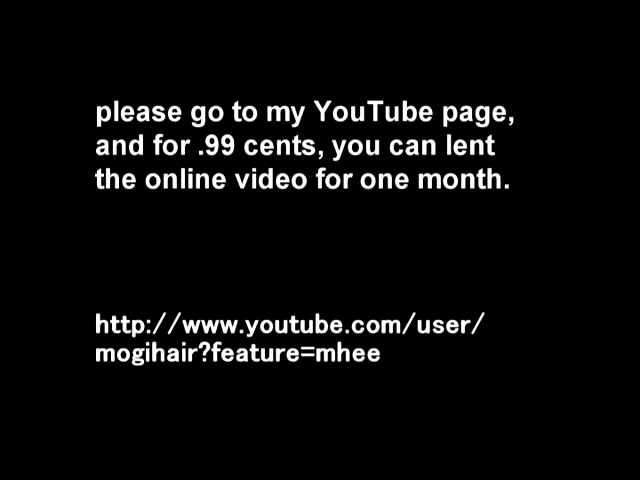 please go to my YouTube page,
and for .99 cents, you can lent
the online video for one month.
http://www.youtube.com/user/
mogihair?feature=mhee